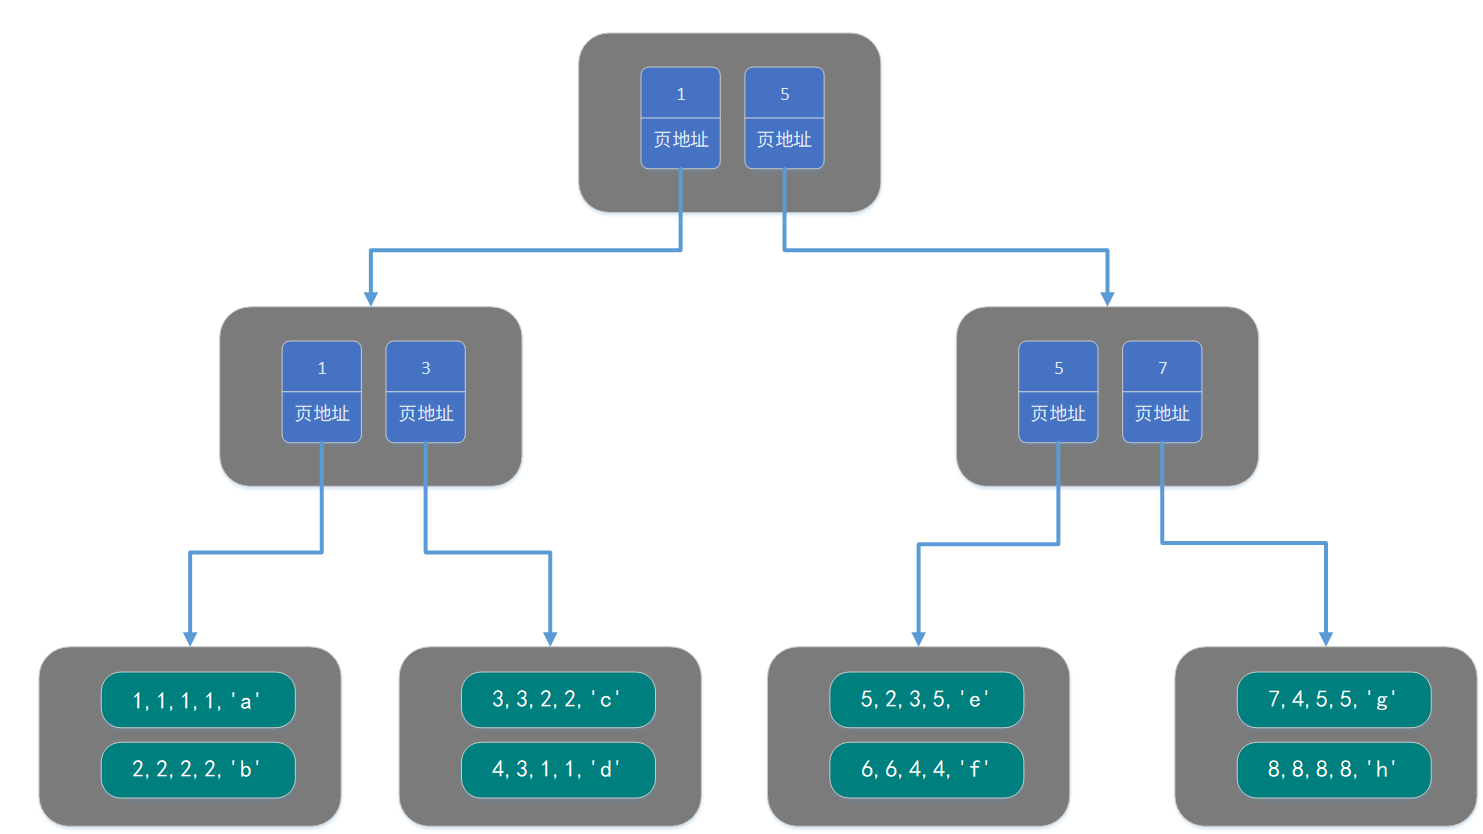 1 5
页地址 页地址
1 3 5 7
页地址 页地址 页地址 页地址
1,1,1,1,'a' 3,3,2,2,'c' 5,2,3,5,'e' 7,4,5,5,'g'
2,2,2,2,'b' 4,3,1,1,'d' 6,6,4,4,'f' 8,8,8,8,'h'